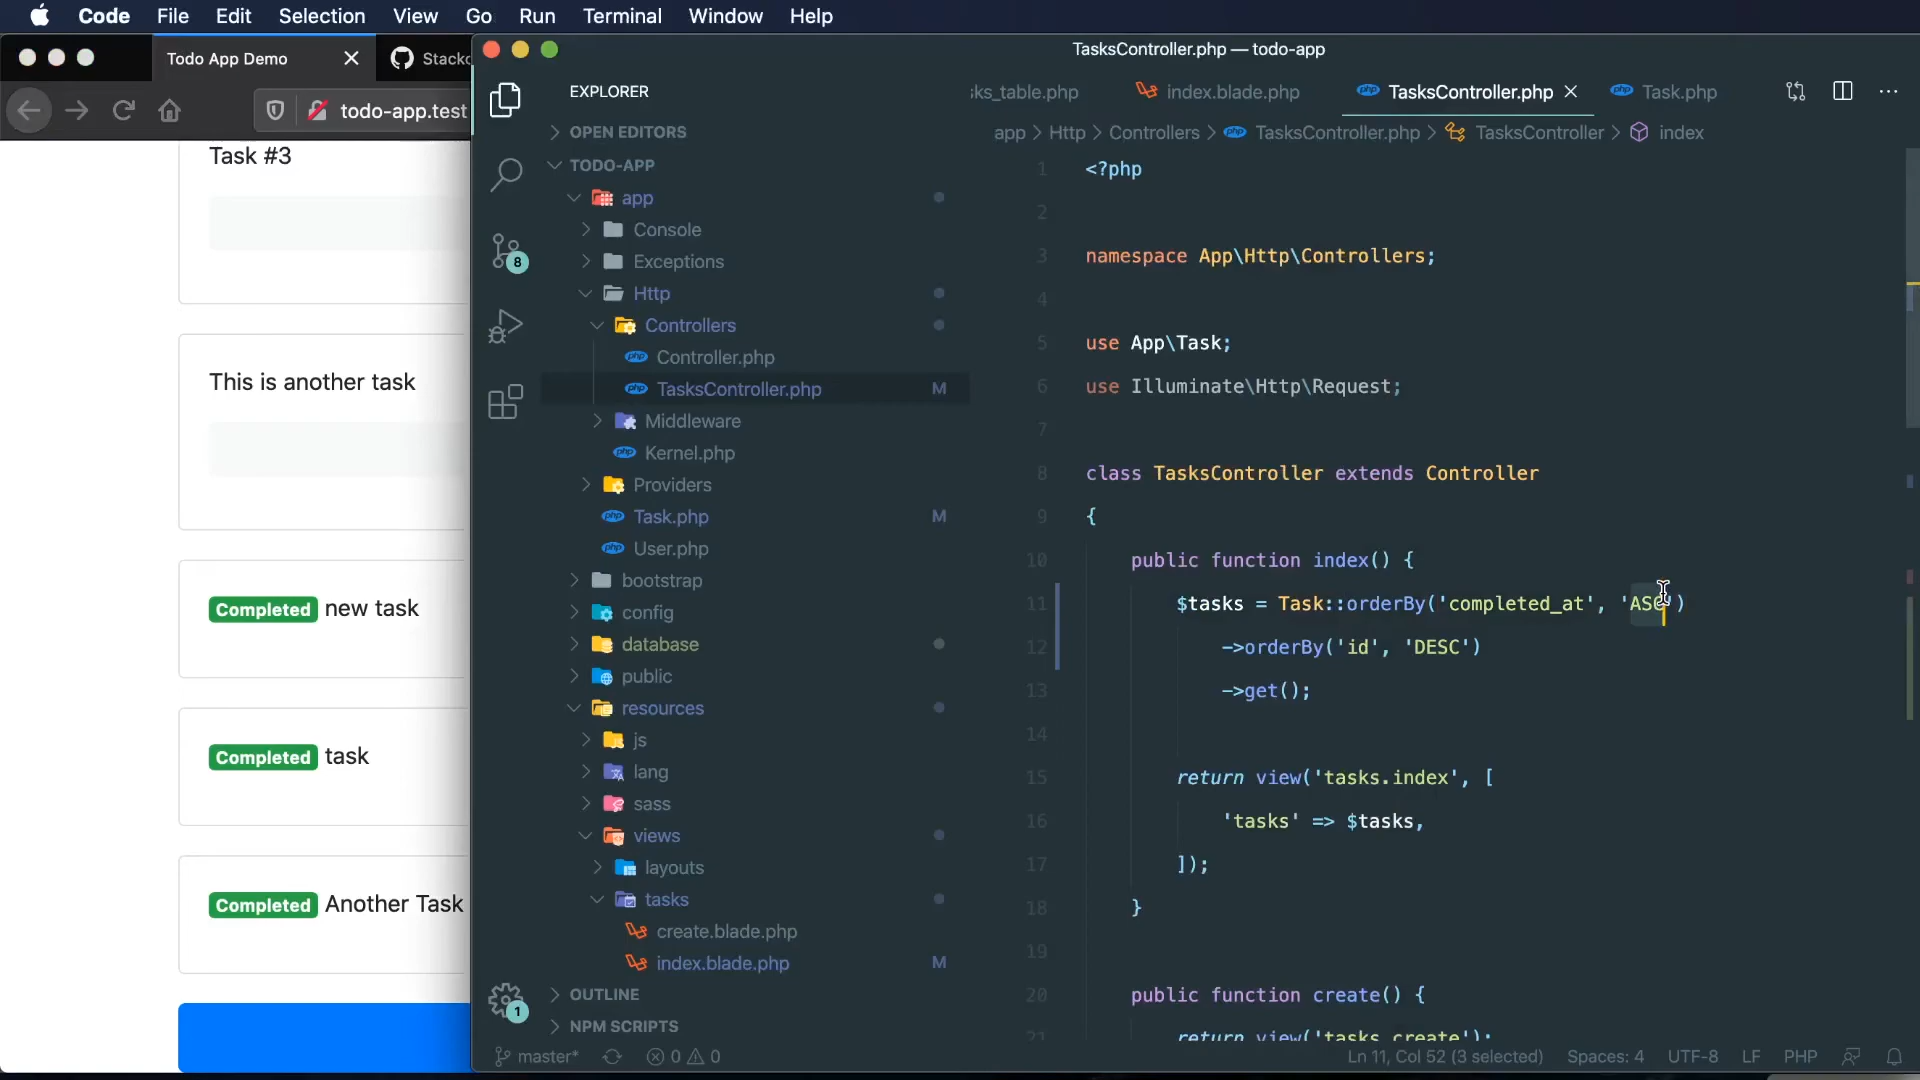 Code File Edit Selection View Go Run Terminal Window Help
Todo App Demo
Stack
todo-app.test
Task #3
This is another task
Completed new task
Completed task
Completed Another Task
TasksController.php — todo-app
EXPLORER
OPEN EDITORS
TODO-APP
app
Console
Exceptions
Http
Controllers
Controller.php
TasksController.php M
Middleware
Kernel.php
Providers
Task.php M
User.php
bootstrap
config
database
public
resources
js
lang
sass
views
layouts
tasks
create.blade.php
index.blade.php M
OUTLINE
NPM SCRIPTS
8
1
ks_table.php index.blade.php TasksController.php Task.php
app > Http > Controllers > TasksController.php > TasksController > index
1 <?php
2
3 namespace App\Http\Controllers;
4
5 use App\Task;
6 use Illuminate\Http\Request;
7
8 class TasksController extends Controller
9 {
10 public function index() {
11 $tasks = Task::orderBy('completed_at', 'ASC')
12 ->orderBy('id', 'DESC')
13 ->get();
14
15 return view('tasks.index', [
16 'tasks' => $tasks,
17 ]);
18 }
19
20 public function create() {
21 return view('tasks.create');
master* 0 0 Ln 11, Col 52 (3 selected) Spaces: 4 UTF-8 LF PHP